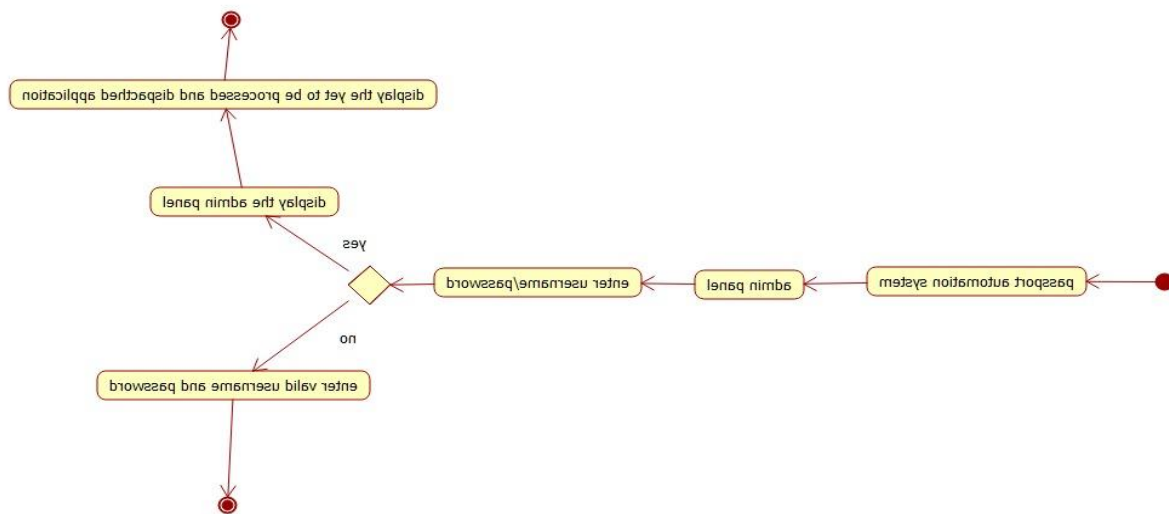 passport automation system
admin panel
enter username/password
yes
display the admin panel
display the yet to be processed and dispacthed application
no
enter valid username and password